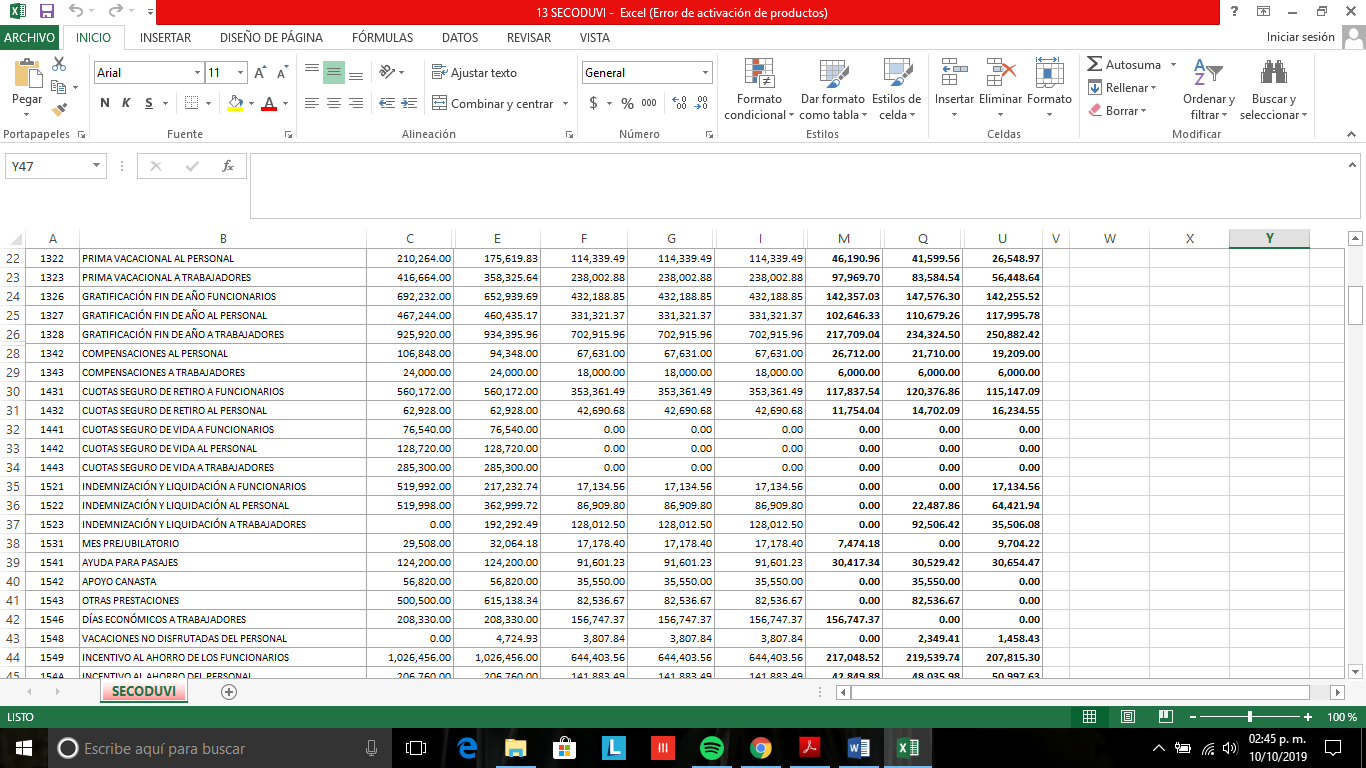 13 SECODUVI - Excel (Error de activación de productos)
ARCHIVO INICIO INSERTAR DISEÑO DE PÁGINA FÓRMULAS DATOS REVISAR VISTA Iniciar sesión
Pegar
Portapapeles
Arial 11
N K S
Fuente
Ajustar texto
Combinar y centrar
Alineación
General
$ % 000
Número
Formato condicional
Dar formato como tabla
Estilos de celda
Estilos
Insertar Eliminar Formato
Celdas
Autosuma
Rellenar
Borrar
Ordenar y filtrar
Buscar y seleccionar
Modificar
Y47 fx
A B C E F G I M Q U V W X Y
22 1322 PRIMA VACACIONAL AL PERSONAL 210,264.00 175,619.83 114,339.49 114,339.49 114,339.49 46,190.96 41,599.56 26,548.97
23 1323 PRIMA VACACIONAL A TRABAJADORES 416,664.00 358,325.64 238,002.88 238,002.88 238,002.88 97,969.70 83,584.54 56,448.64
24 1326 GRATIFICACIÓN FIN DE AÑO FUNCIONARIOS 692,232.00 652,939.69 432,188.85 432,188.85 432,188.85 142,357.03 147,576.30 142,255.52
25 1327 GRATIFICACIÓN FIN DE AÑO AL PERSONAL 467,244.00 460,435.17 331,321.37 331,321.37 331,321.37 102,646.33 110,679.26 117,995.78
26 1328 GRATIFICACIÓN FIN DE AÑO A TRABAJADORES 925,920.00 934,395.96 702,915.96 702,915.96 702,915.96 217,709.04 234,324.50 250,882.42
28 1342 COMPENSACIONES AL PERSONAL 106,848.00 94,348.00 67,631.00 67,631.00 67,631.00 26,712.00 21,710.00 19,209.00
29 1343 COMPENSACIONES A TRABAJADORES 24,000.00 24,000.00 18,000.00 18,000.00 18,000.00 6,000.00 6,000.00 6,000.00
30 1431 CUOTAS SEGURO DE RETIRO A FUNCIONARIOS 560,172.00 560,172.00 353,361.49 353,361.49 353,361.49 117,837.54 120,376.86 115,147.09
31 1432 CUOTAS SEGURO DE RETIRO AL PERSONAL 62,928.00 62,928.00 42,690.68 42,690.68 42,690.68 11,754.04 14,702.09 16,234.55
32 1441 CUOTAS SEGURO DE VIDA A FUNCIONARIOS 76,540.00 76,540.00 0.00 0.00 0.00 0.00 0.00 0.00
33 1442 CUOTAS SEGURO DE VIDA AL PERSONAL 128,720.00 128,720.00 0.00 0.00 0.00 0.00 0.00 0.00
34 1443 CUOTAS SEGURO DE VIDA A TRABAJADORES 285,300.00 285,300.00 0.00 0.00 0.00 0.00 0.00 0.00
35 1521 INDEMNIZACIÓN Y LIQUIDACIÓN A FUNCIONARIOS 519,992.00 217,232.74 17,134.56 17,134.56 17,134.56 0.00 0.00 17,134.56
36 1522 INDEMNIZACIÓN Y LIQUIDACIÓN AL PERSONAL 519,998.00 362,999.72 86,909.80 86,909.80 86,909.80 0.00 22,487.86 64,421.94
37 1523 INDEMNIZACIÓN Y LIQUIDACIÓN A TRABAJADORES 0.00 192,292.49 128,012.50 128,012.50 128,012.50 0.00 92,506.42 35,506.08
38 1531 MES PREJUBILATORIO 29,508.00 32,064.18 17,178.40 17,178.40 17,178.40 7,474.18 0.00 9,704.22
39 1541 AYUDA PARA PASAJES 124,200.00 124,200.00 91,601.23 91,601.23 91,601.23 30,417.34 30,529.42 30,654.47
40 1542 APOYO CANASTA 56,820.00 56,820.00 35,550.00 35,550.00 35,550.00 0.00 35,550.00 0.00
41 1543 OTRAS PRESTACIONES 500,500.00 615,138.34 82,536.67 82,536.67 82,536.67 0.00 82,536.67 0.00
42 1546 DÍAS ECONÓMICOS A TRABAJADORES 208,330.00 208,330.00 156,747.37 156,747.37 156,747.37 156,747.37 0.00 0.00
43 1548 VACACIONES NO DISFRUTADAS DEL PERSONAL 0.00 4,724.93 3,807.84 3,807.84 3,807.84 0.00 2,349.41 1,458.43
44 1549 INCENTIVO AL AHORRO DE LOS FUNCIONARIOS 1,026,456.00 1,026,456.00 644,403.56 644,403.56 644,403.56 217,048.52 219,539.74 207,815.30
45 154A INCENTIVO AL AHORRO DEL PERSONAL 206,760.00 206,760.00 141,883.49 141,883.49 141,883.49 42,849.88 48,035.98 50,997.63
SECODUVI
LISTO 100 %
Escribe aquí para buscar
02:45 p. m.
10/10/2019